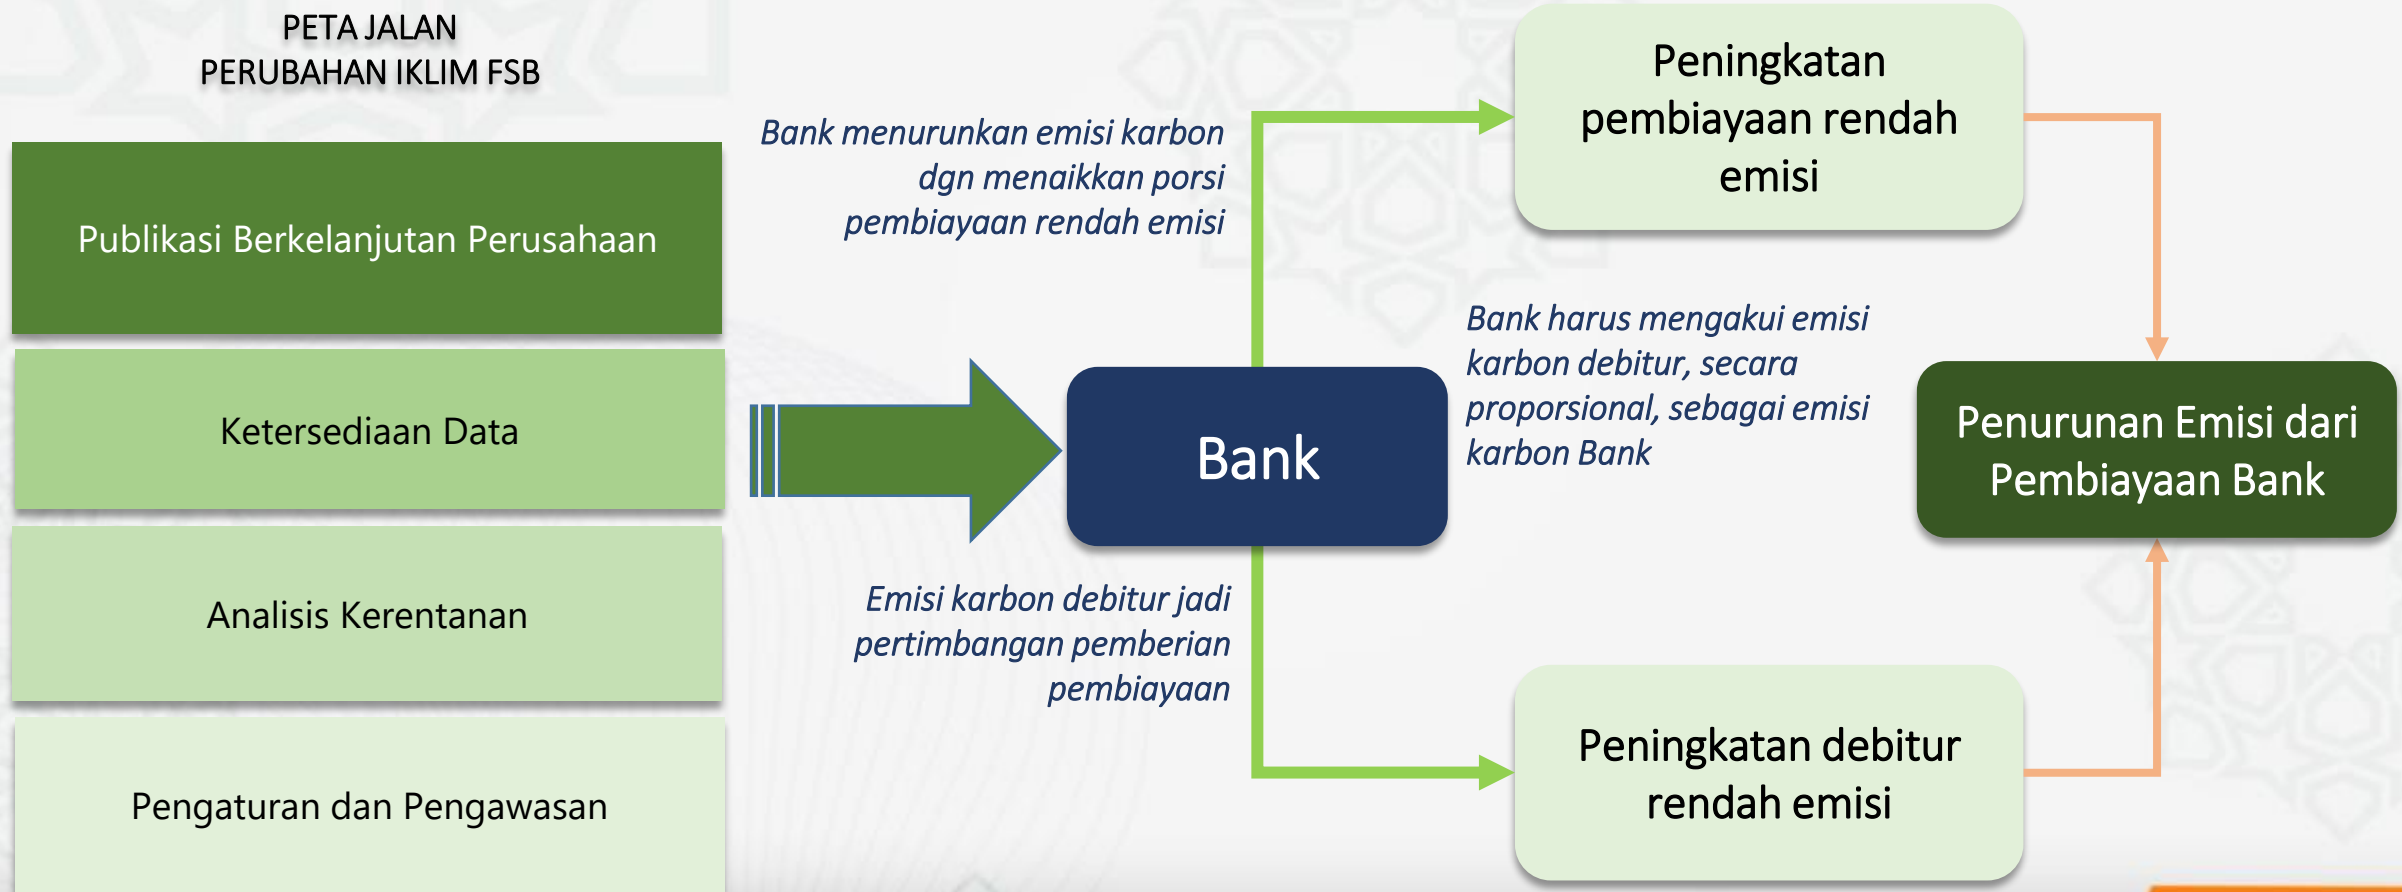 PETA JALAN
PERUBAHAN IKLIM FSB
Publikasi Berkelanjutan Perusahaan
Ketersediaan Data
Analisis Kerentanan
Pengaturan dan Pengawasan
Bank menurunkan emisi karbon
dgn menaikkan porsi
pembiayaan rendah emisi
Bank
Emisi karbon debitur jadi
pertimbangan pemberian
pembiayaan
Peningkatan
pembiayaan rendah
emisi
Bank harus mengakui emisi
karbon debitur, secara
proporsional, sebagai emisi
karbon Bank
Peningkatan debitur
rendah emisi
Penurunan Emisi dari
Pembiayaan Bank